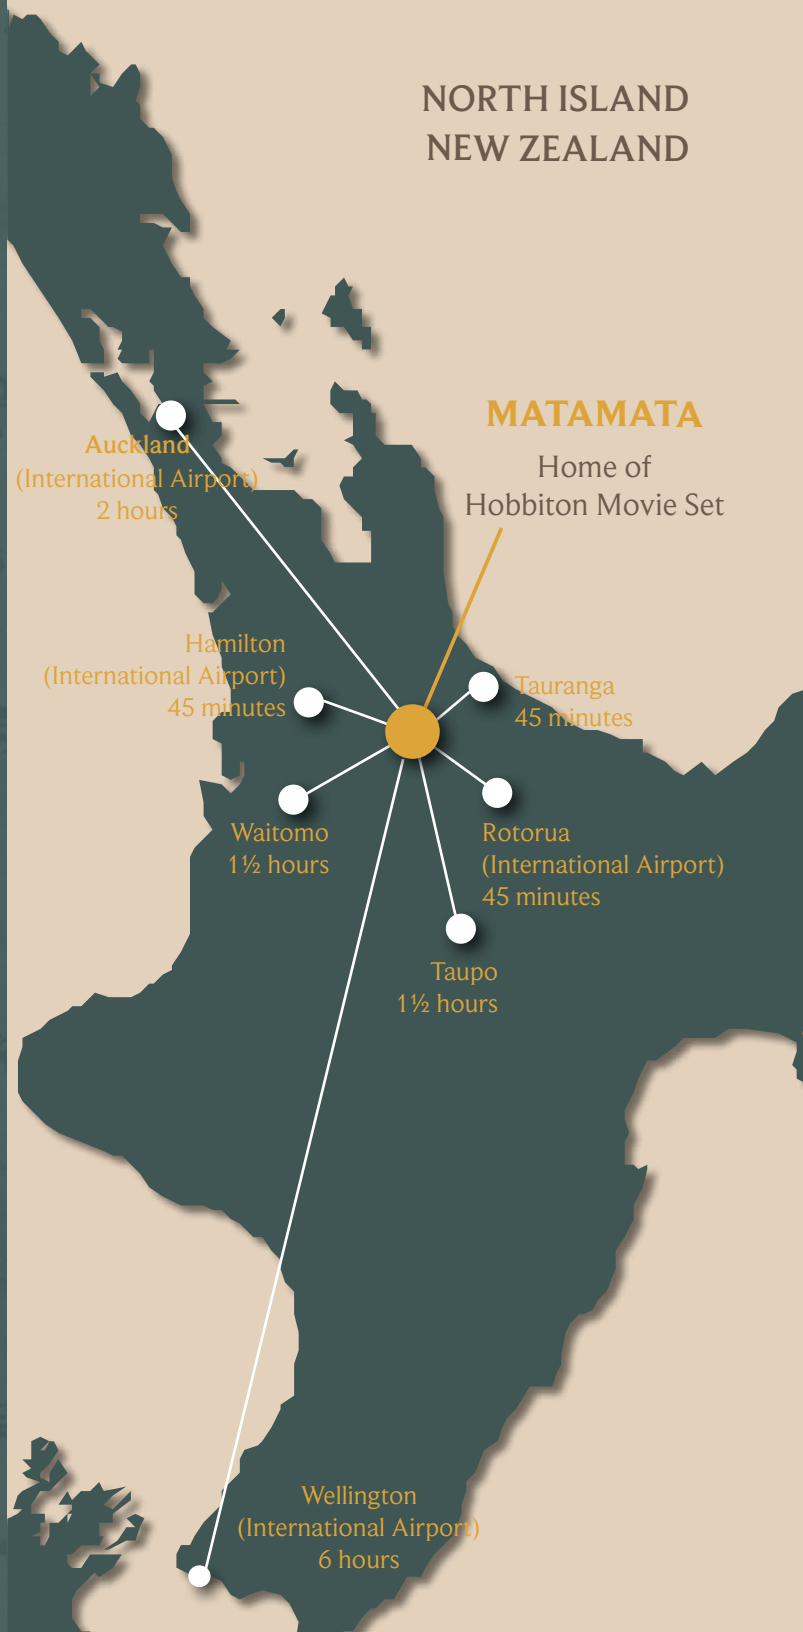 NORTH ISLAND
NEW ZEALAND
MATAMATA
Home of
Hobbiton Movie Set
Auckland
(International Airport)
2 hours
Hamilton
(International Airport)
45 minutes
Tauranga
45 minutes
Waitomo
1½ hours
Rotorua
(International Airport)
45 minutes
Taupo
1½ hours
Wellington
(International Airport)
6 hours